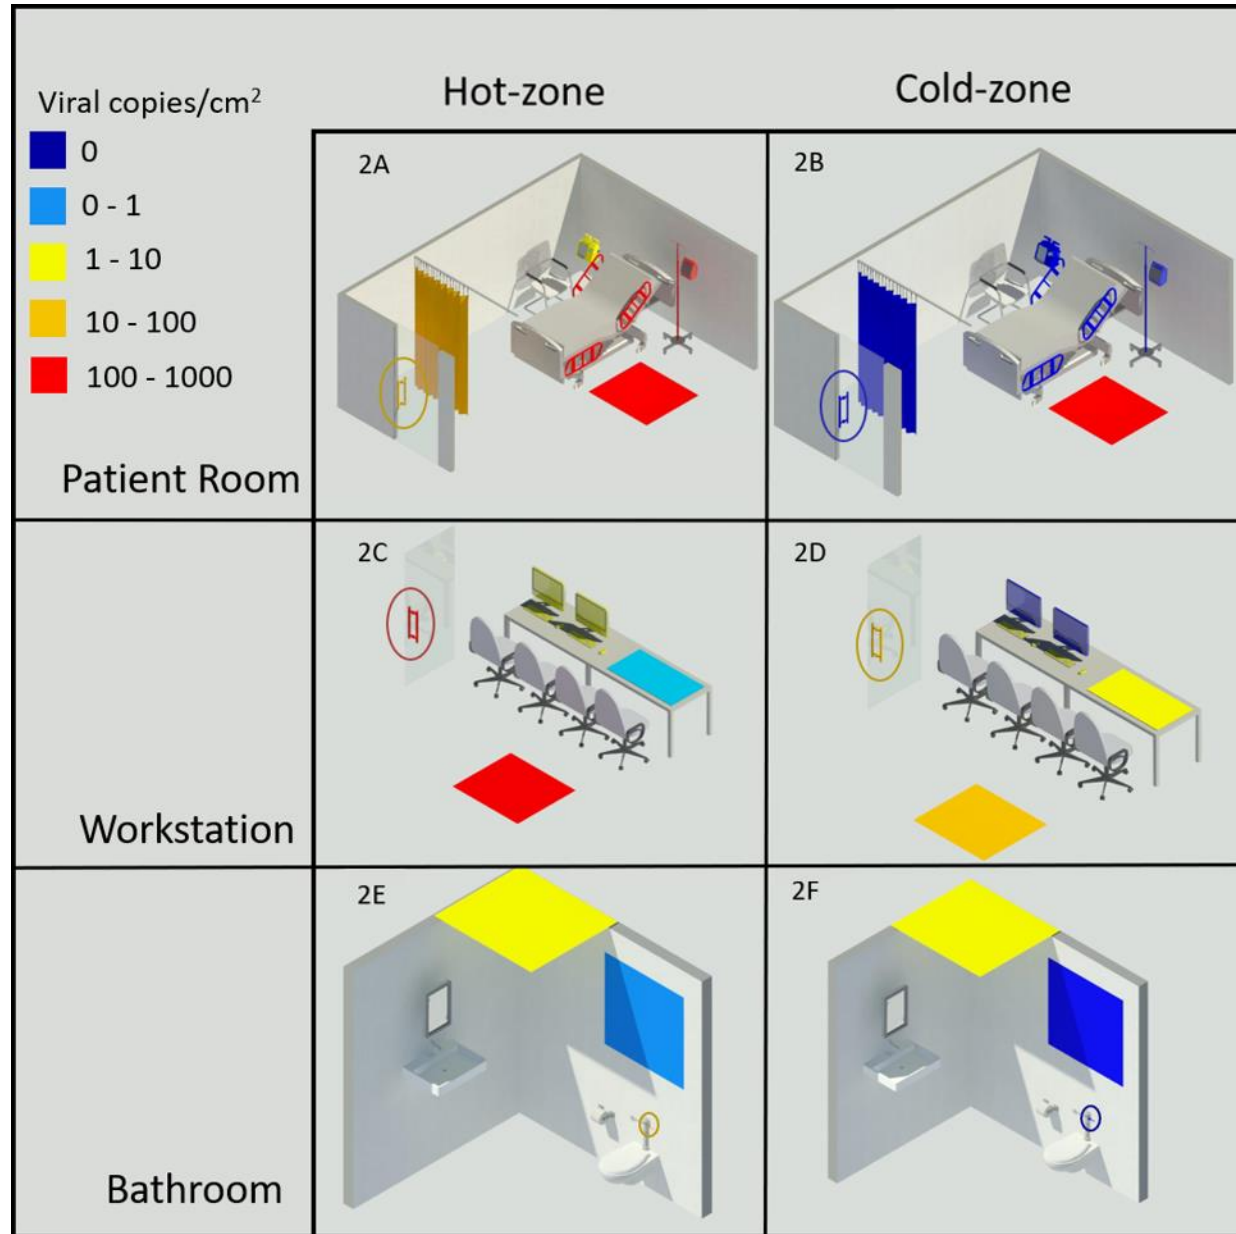 Hot-zone
Cold-zone
Viral copies/cm²
0
0 - 1
1 - 10
10 - 100
100 - 1000
Patient Room
2A
2B
Workstation
2C
2D
Bathroom
2E
2F